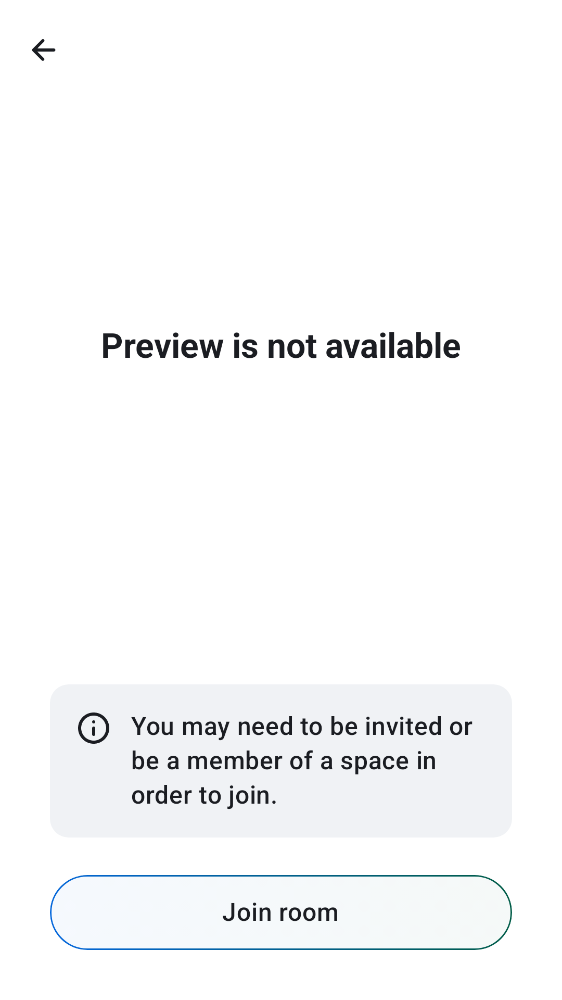 Preview is not available
You may need to be invited or
be a member of a space in
order to join.
Join room